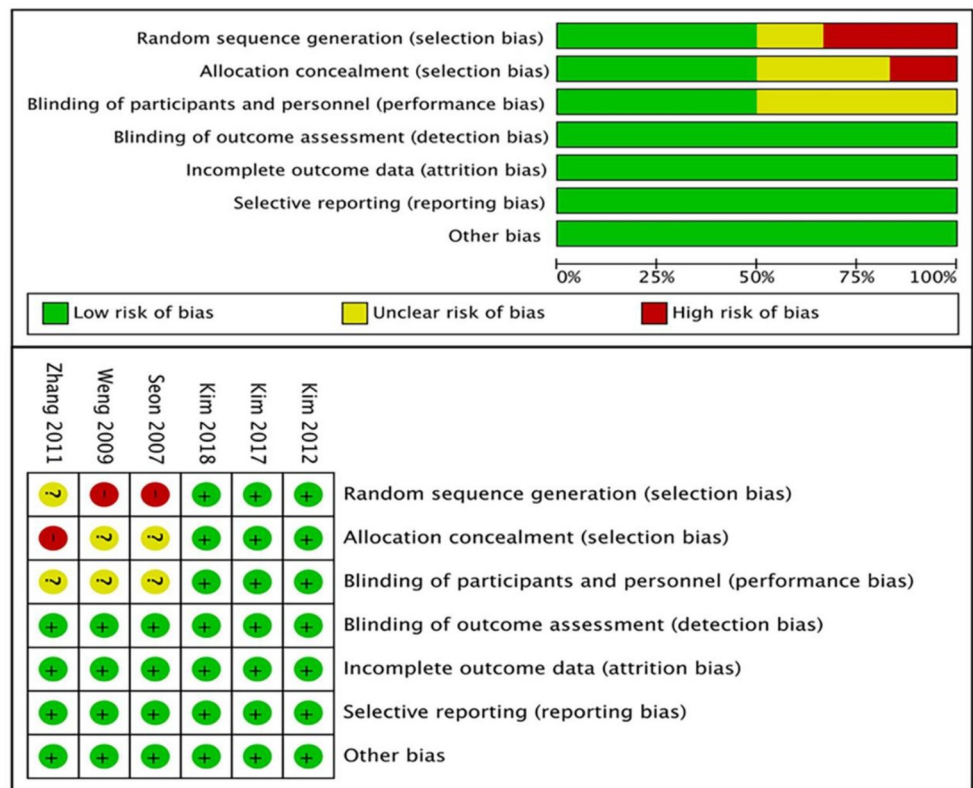 Random sequence generation (selection bias)
Allocation concealment (selection bias)
Blinding of participants and personnel (performance bias)
Blinding of outcome assessment (detection bias)
Incomplete outcome data (attrition bias)
Selective reporting (reporting bias)
Other bias
0% 25% 50% 75% 100%
Low risk of bias Unclear risk of bias High risk of bias
Zhang 2011 Weng 2009 Seon 2007 Kim 2018 Kim 2017 Kim 2012
? - - + + + Random sequence generation (selection bias)
- ? ? + + + Allocation concealment (selection bias)
? ? ? + + + Blinding of participants and personnel (performance bias)
+ + + + + + Blinding of outcome assessment (detection bias)
+ + + + + + Incomplete outcome data (attrition bias)
+ + + + + + Selective reporting (reporting bias)
+ + + + + + Other bias